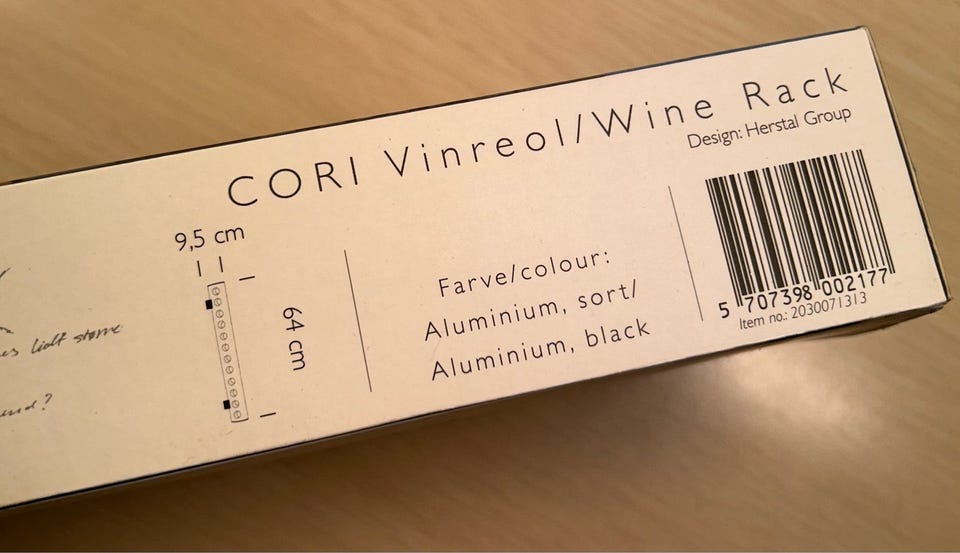 CORI Vinreol/Wine Rack
Design: Herstal Group
9,5 cm
64 cm
Farve/colour:
Aluminium, sort/
Aluminium, black
5 707398 002177
Item no.: 2030071313